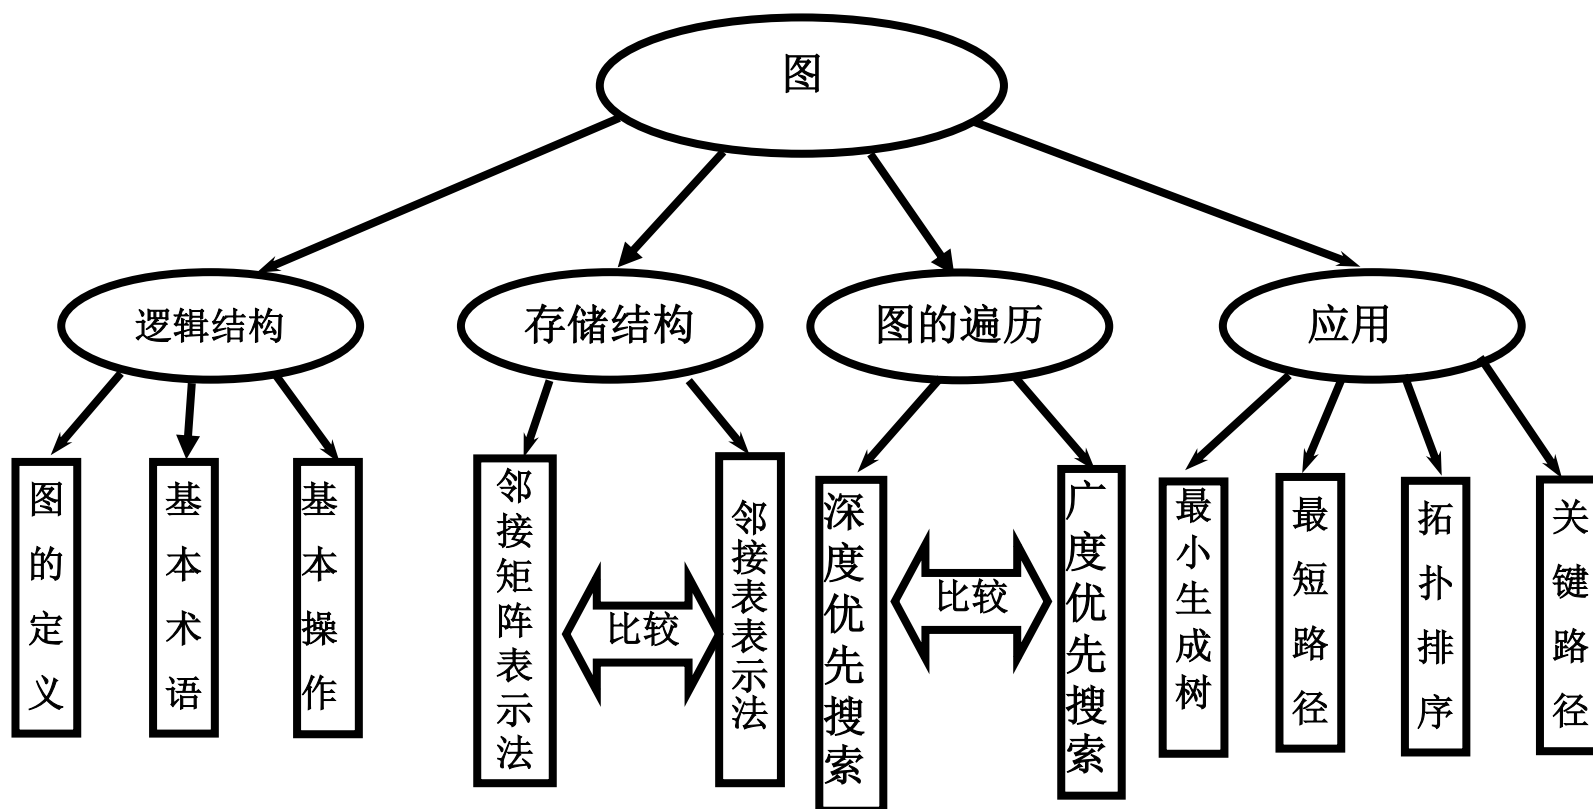 图
逻辑结构
存储结构
图的遍历
应用
图的定义
基本术语
基本操作
邻接矩阵表示法
比较
邻接表表示法
深度优先搜索
比较
广度优先搜索
最小生成树
最短路径
拓扑排序
关键路径